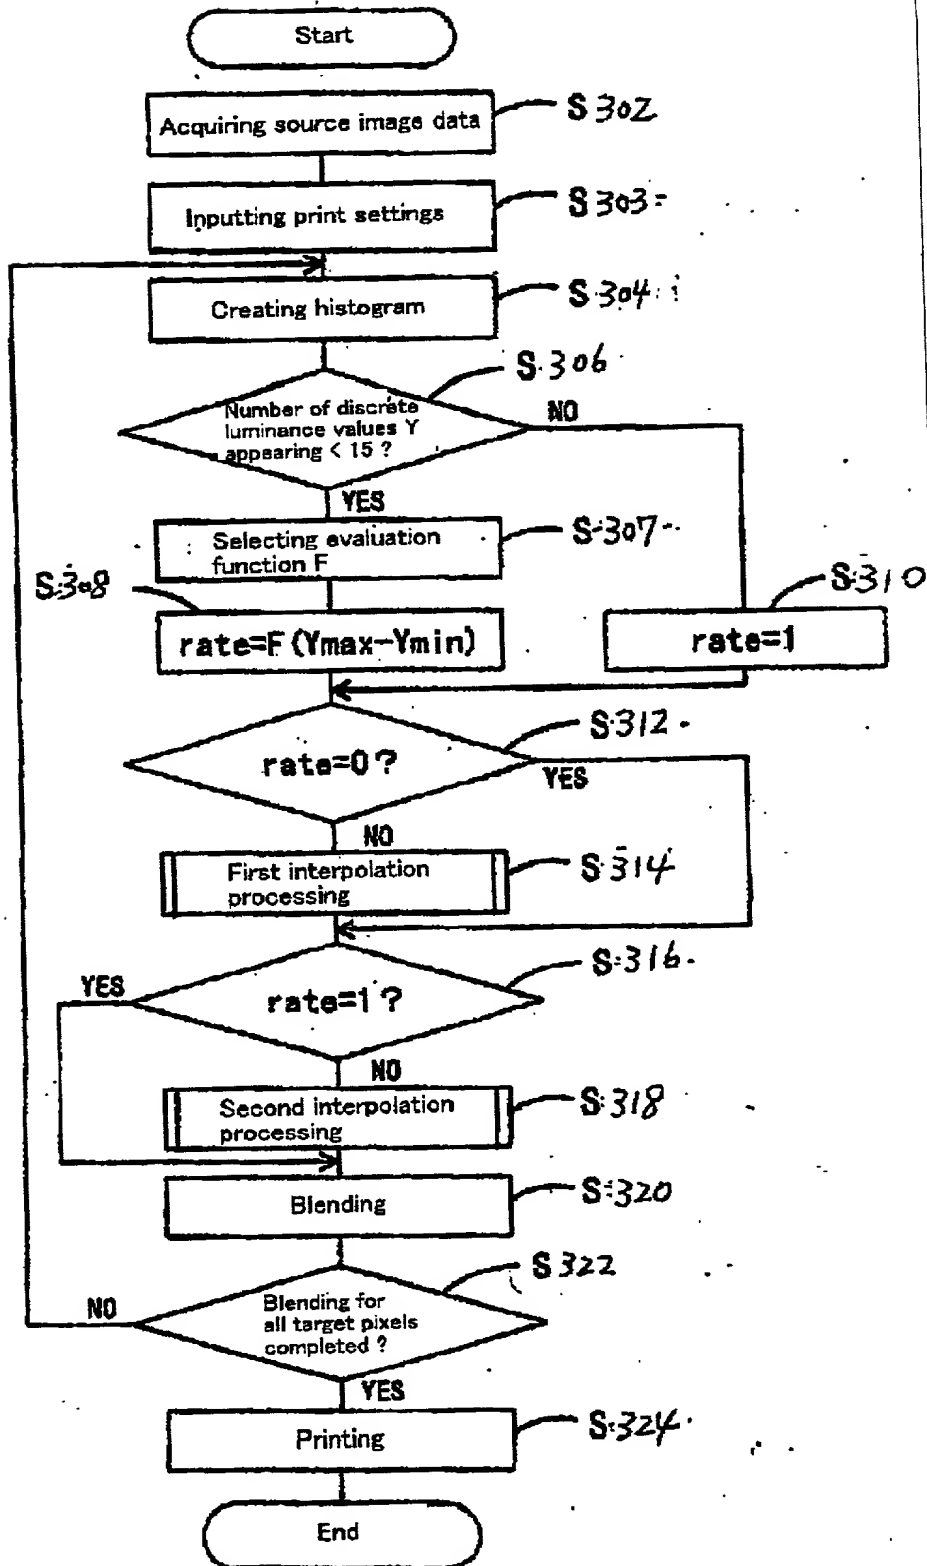 Start
Acquiring source image data
S302
Inputting print settings
S303
Creating histogram
S304
S306
Number of discrete
luminance values Y
appearing < 15 ?
NO
YES
Selecting evaluation
function F
S307
S308
rate=F(Ymax-Ymin)
S310
rate=1
S312
rate=0?
YES
NO
First interpolation
processing
S314
S316
YES
rate=1?
NO
Second interpolation
processing
S318
Blending
S320
S322
NO
Blending for
all target pixels
completed ?
YES
Printing
S324
End